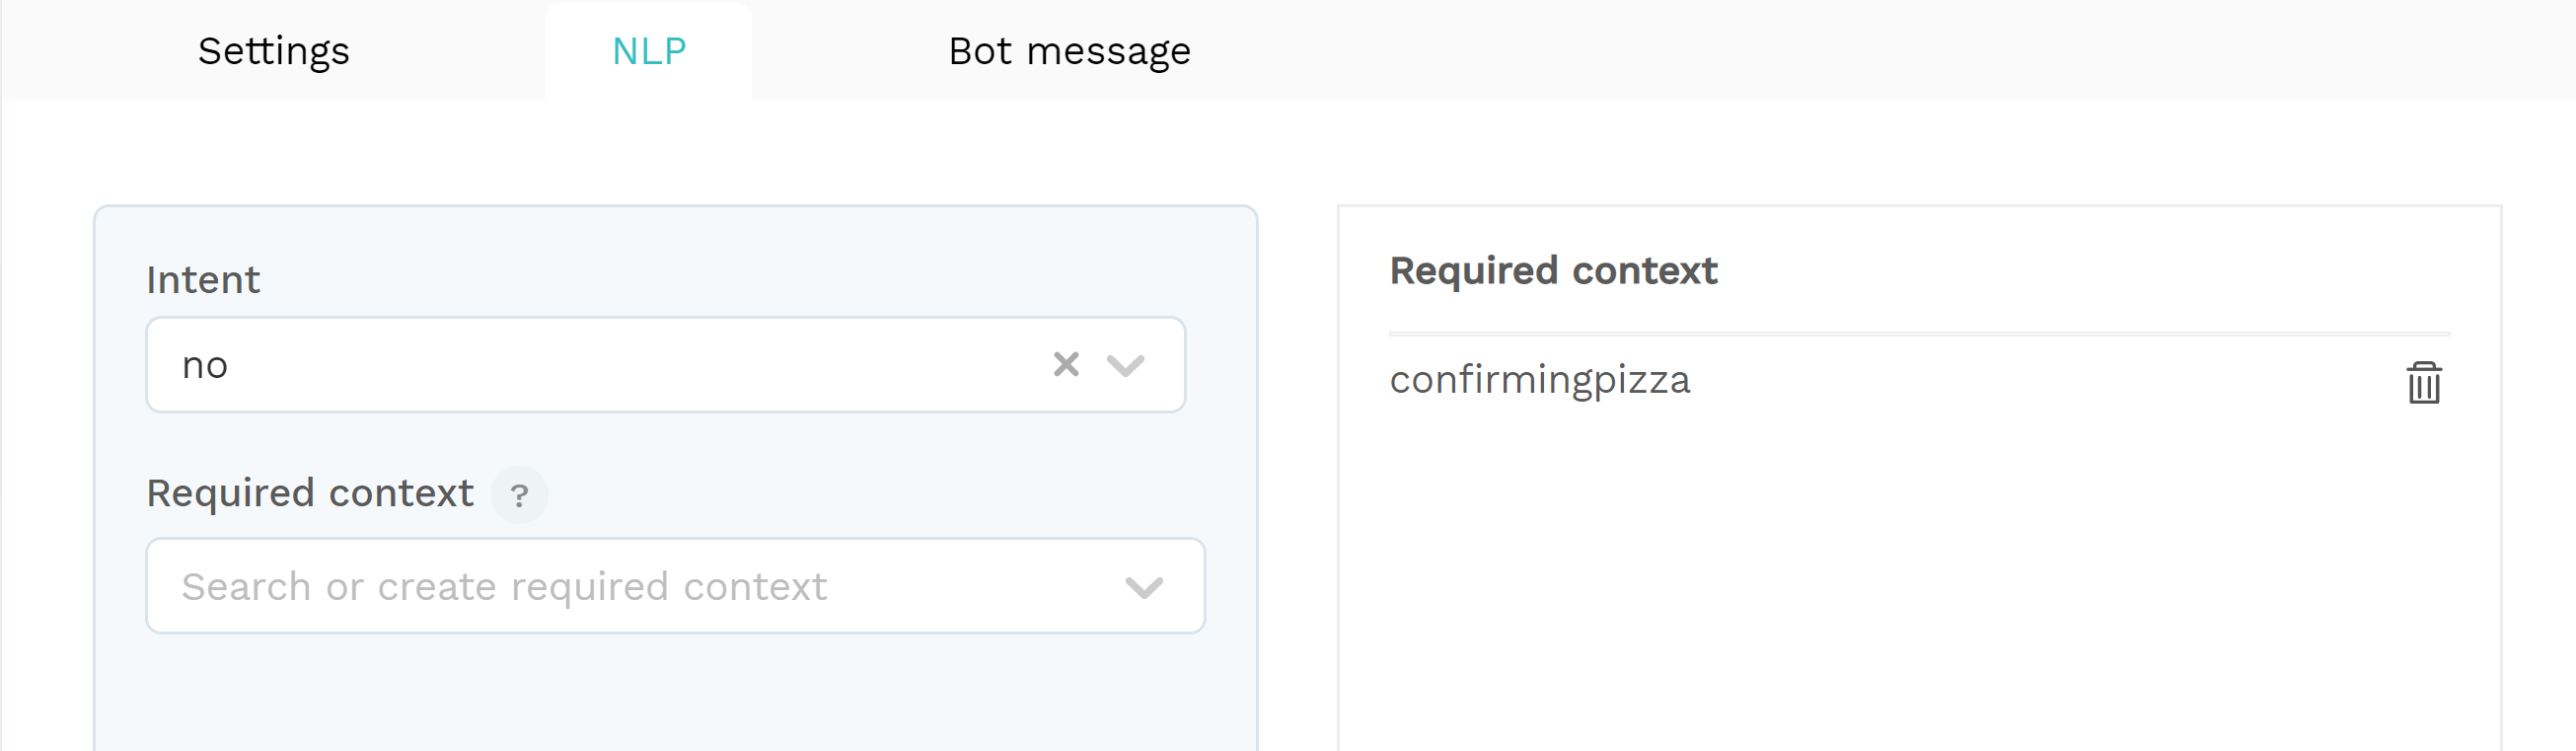 Settings NLP Bot message
Intent
no
Required context ?
Search or create required context
Required context
confirmingpizza